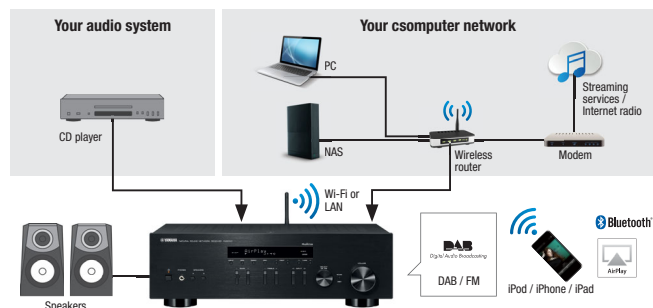 Your audio system
Your csomputer network
PC
CD player
NAS
Wireless
router
Modem
Streaming
services /
Internet radio
Wi-Fi or
LAN
YAMAHA
AirPlay
DAB
Digital Audio Broadcasting
DAB / FM
Bluetooth
AirPlay
iPod / iPhone / iPad
Speakers